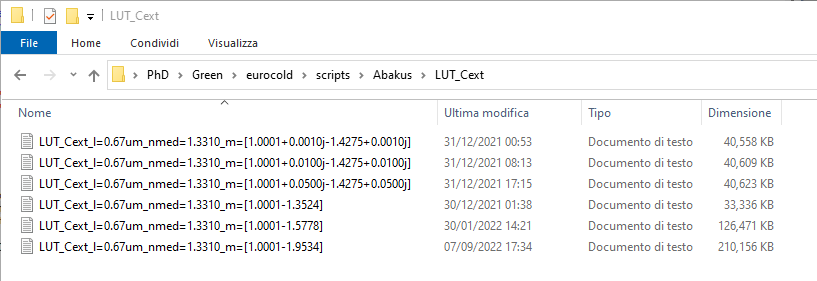 LUT_Cext
File Home Condividi Visualizza
PhD > Green > eurocold > scripts > Abakus > LUT_Cext
Nome Ultima modifica Tipo Dimensione
LUT_Cext_l=0.67um_nmed=1.3310_m=[1.0001+0.0010j-1.4275+0.0010j] 31/12/2021 00:53 Documento di testo 40,558 KB
LUT_Cext_l=0.67um_nmed=1.3310_m=[1.0001+0.0100j-1.4275+0.0100j] 31/12/2021 08:13 Documento di testo 40,609 KB
LUT_Cext_l=0.67um_nmed=1.3310_m=[1.0001+0.0500j-1.4275+0.0500j] 31/12/2021 17:15 Documento di testo 40,623 KB
LUT_Cext_l=0.67um_nmed=1.3310_m=[1.0001-1.3524] 30/12/2021 01:38 Documento di testo 33,336 KB
LUT_Cext_l=0.67um_nmed=1.3310_m=[1.0001-1.5778] 30/01/2022 14:21 Documento di testo 126,471 KB
LUT_Cext_l=0.67um_nmed=1.3310_m=[1.0001-1.9534] 07/09/2022 17:34 Documento di testo 210,156 KB